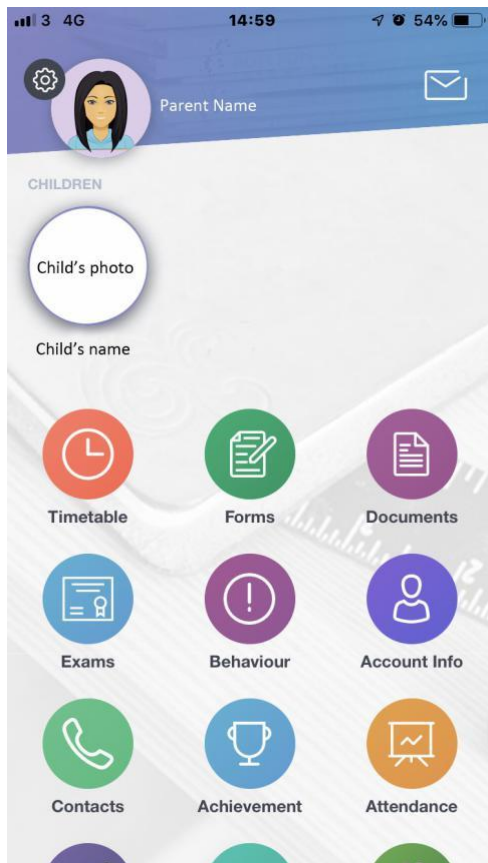 3 4G 14:59 54%
Parent Name
CHILDREN
Child's photo
Child's name
Timetable Forms Documents
Exams Behaviour Account Info
Contacts Achievement Attendance